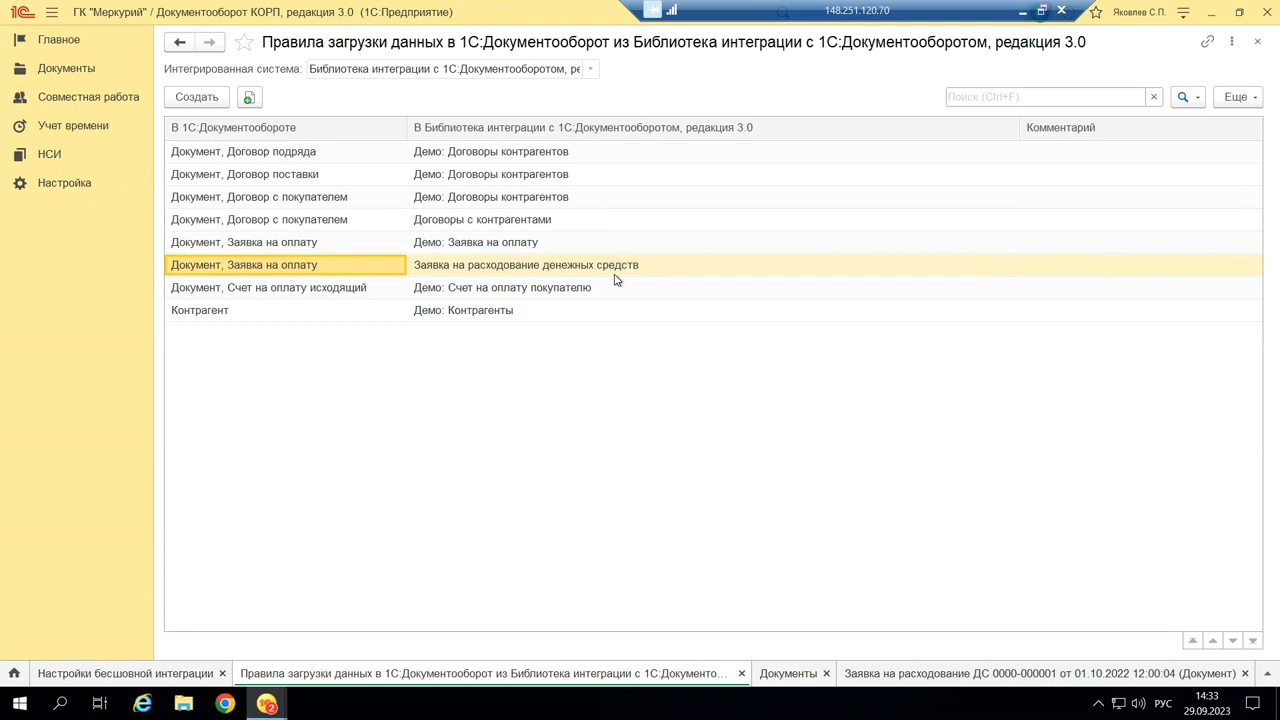 ГК "Меркурий" / Документооборот КОРП, редакция 3.0 (1С:Предприятие)
148.251.120.70
Яковлев С.П.
Главное
Документы
Совместная работа
Учет времени
НСИ
Настройка
Правила загрузки данных в 1С:Документооборот из Библиотека интеграции с 1С:Документооборотом, редакция 3.0
Интегрированная система: Библиотека интеграции с 1С:Документооборотом, ре
Создать
Поиск (Ctrl+F)
Еще
В 1С:Документообороте В Библиотека интеграции с 1С:Документооборотом, редакция 3.0 Комментарий
Документ, Договор подряда Демо: Договоры контрагентов
Документ, Договор поставки Демо: Договоры контрагентов
Документ, Договор с покупателем Демо: Договоры контрагентов
Документ, Договор с покупателем Договоры с контрагентами
Документ, Заявка на оплату Демо: Заявка на оплату
Документ, Заявка на оплату Заявка на расходование денежных средств
Документ, Счет на оплату исходящий Демо: Счет на оплату покупателю
Контрагент Демо: Контрагенты
Настройки бесшовной интеграции
Правила загрузки данных в 1С:Документооборот из Библиотека интеграции с 1С:Документо...
Документы
Заявка на расходование ДС 0000-000001 от 01.10.2022 12:00:04 (Документ)
2
РУС
14:33
29.09.2023